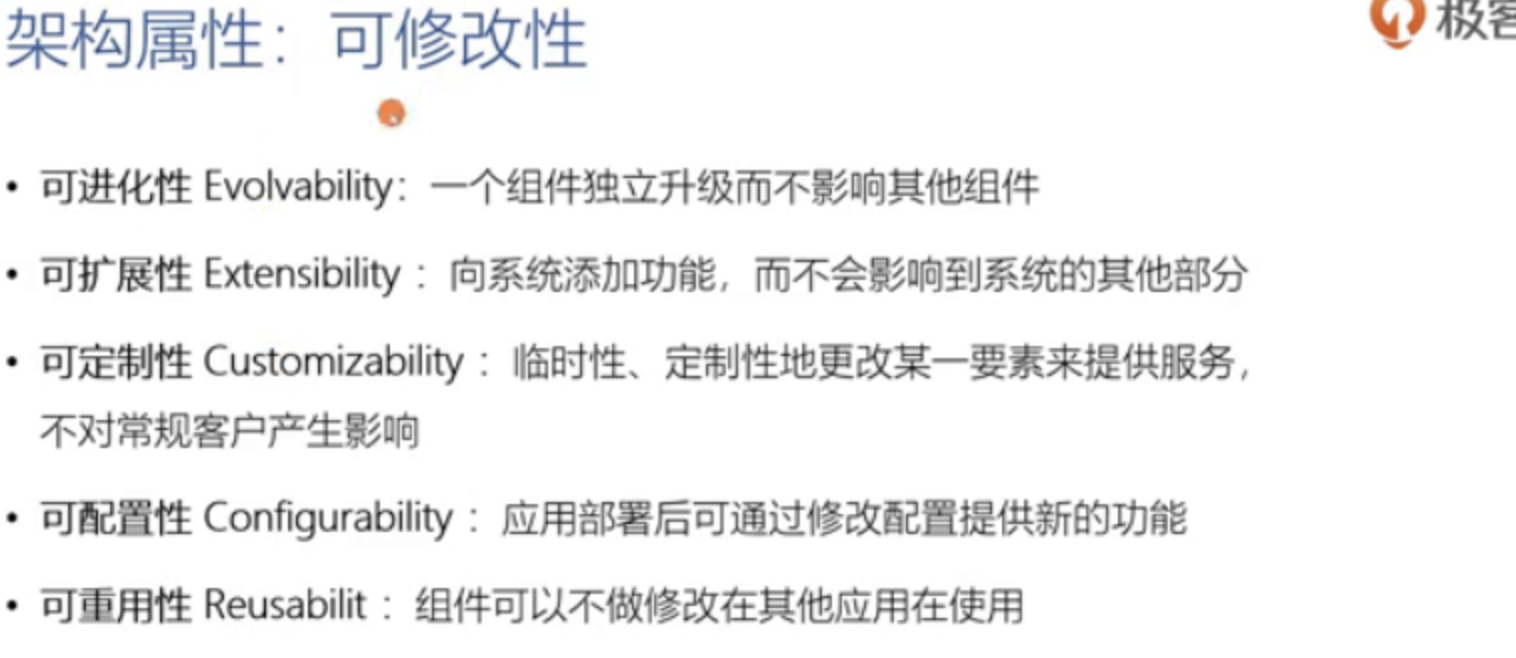 架构属性：可修改性
极客
• 可进化性 Evolvability：一个组件独立升级而不影响其他组件
• 可扩展性 Extensibility ：向系统添加功能，而不会影响到系统的其他部分
• 可定制性 Customizability ：临时性、定制性地更改某一要素来提供服务，
不对常规客户产生影响
• 可配置性 Configurability ：应用部署后可通过修改配置提供新的功能
• 可重用性 Reusabilit ：组件可以不做修改在其他应用在使用